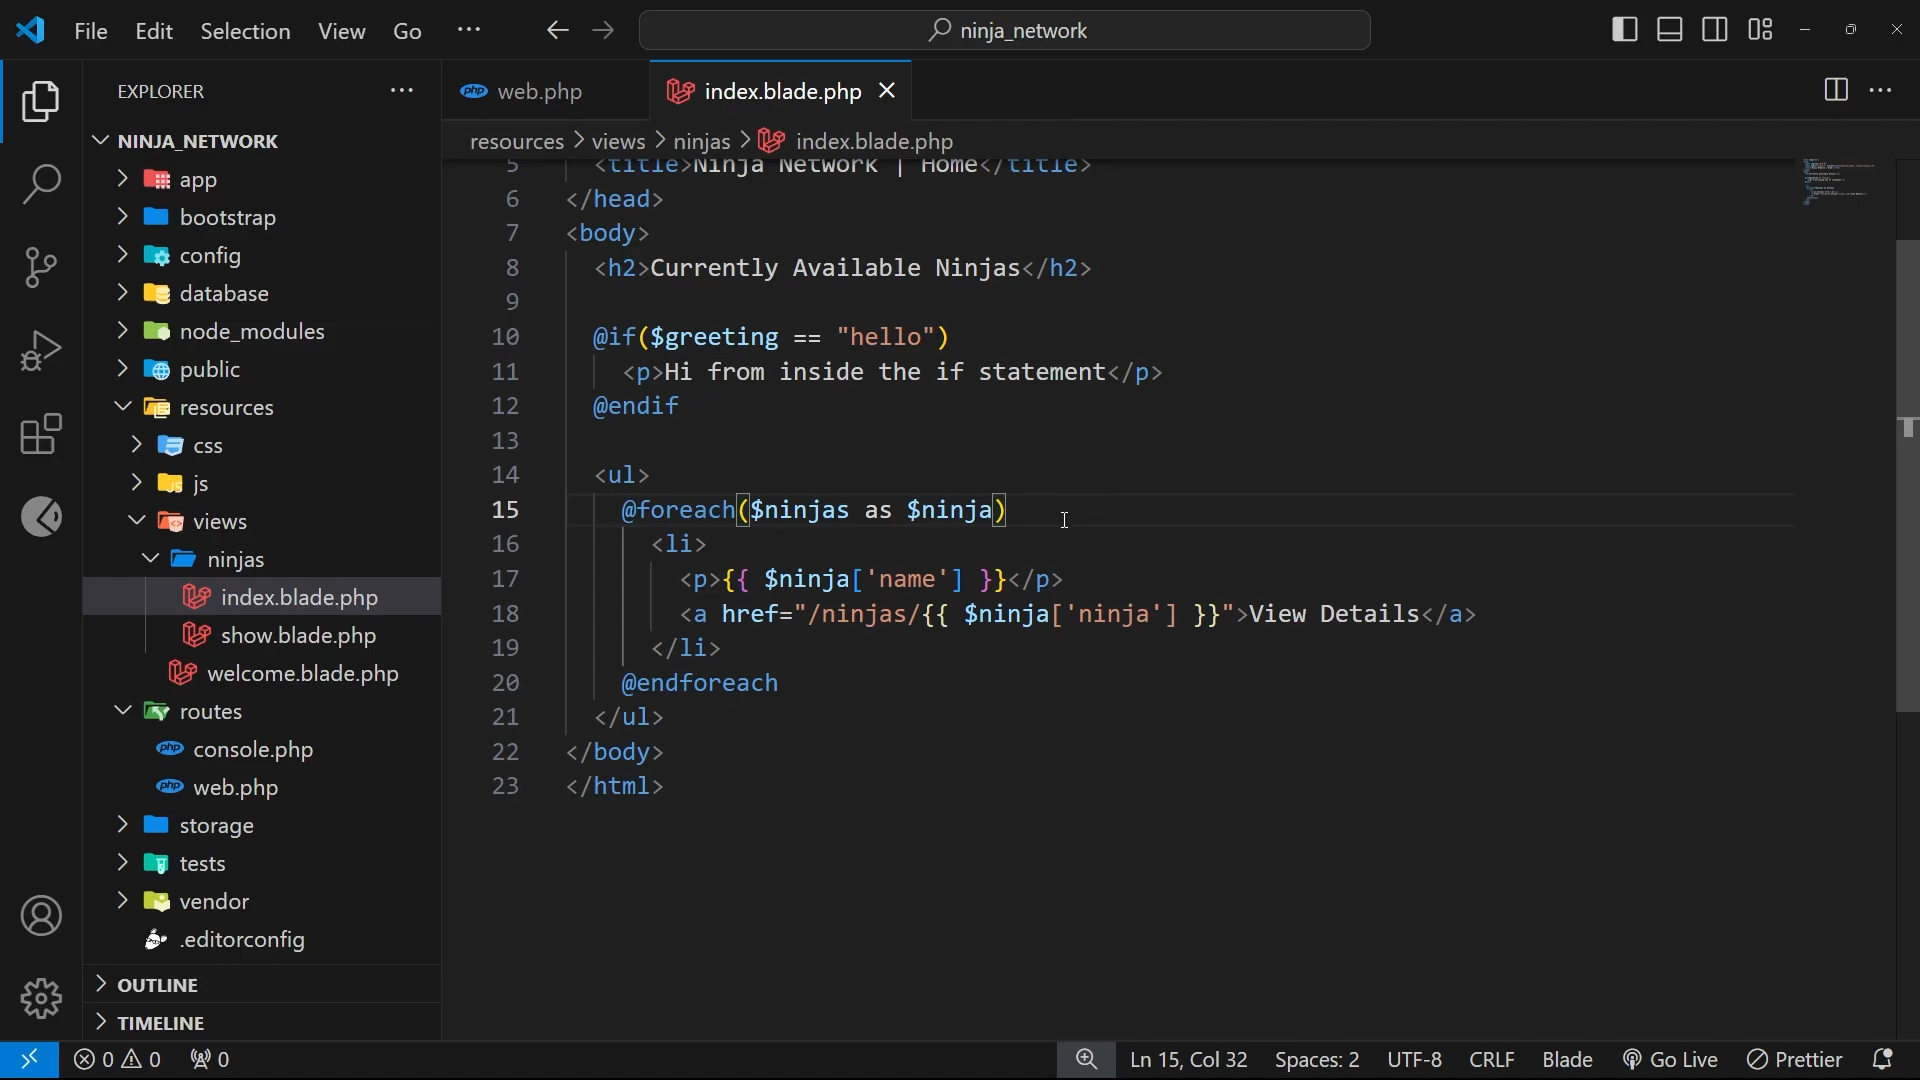 File Edit Selection View Go ninja_network
EXPLORER
web.php index.blade.php
NINJA_NETWORK
resources views ninjas index.blade.php
app
bootstrap
config
database
node_modules
public
resources
css
js
views
ninjas
index.blade.php
show.blade.php
welcome.blade.php
routes
console.php
web.php
storage
tests
vendor
.editorconfig
OUTLINE
TIMELINE
5 <title>Ninja Network | Home</title>
6 </head>
7 <body>
8 <h2>Currently Available Ninjas</h2>
9
10 @if($greeting == "hello")
11 <p>Hi from inside the if statement</p>
12 @endif
13
14 <ul>
15 @foreach($ninjas as $ninja)
16 <li>
17 <p>{{ $ninja['name'] }}</p>
18 <a href="/ninjas/{{ $ninja['ninja'] }}">View Details</a>
19 </li>
20 @endforeach
21 </ul>
22 </body>
23 </html>
0 0 0 Ln 15, Col 32 Spaces: 2 UTF-8 CRLF Blade Go Live Prettier